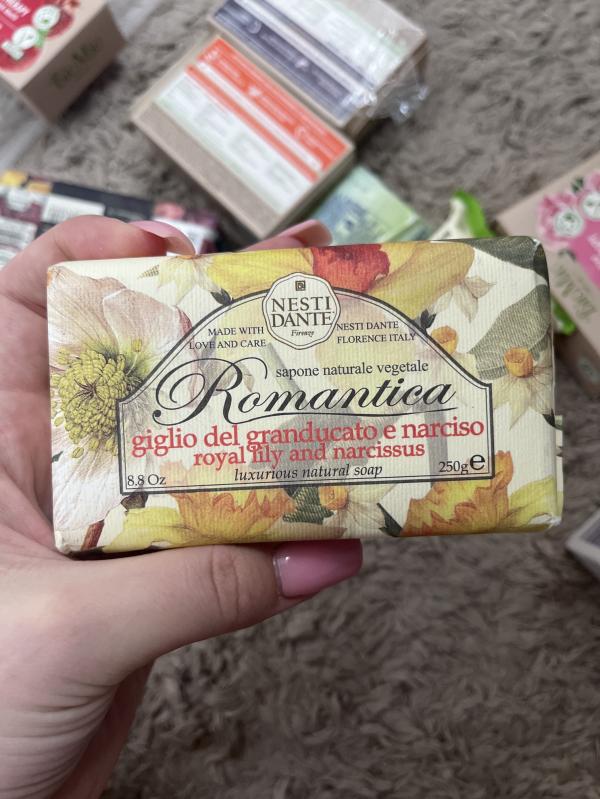 NESTI
DANTE
Firenze
MADE WITH
LOVE AND CARE
NESTI DANTE
FLORENCE ITALY
sapone naturale vegetale
Romantica
giglio del granducato e narciso
royal lily and narcissus
luxurious natural soap
8.8 Oz
250g e